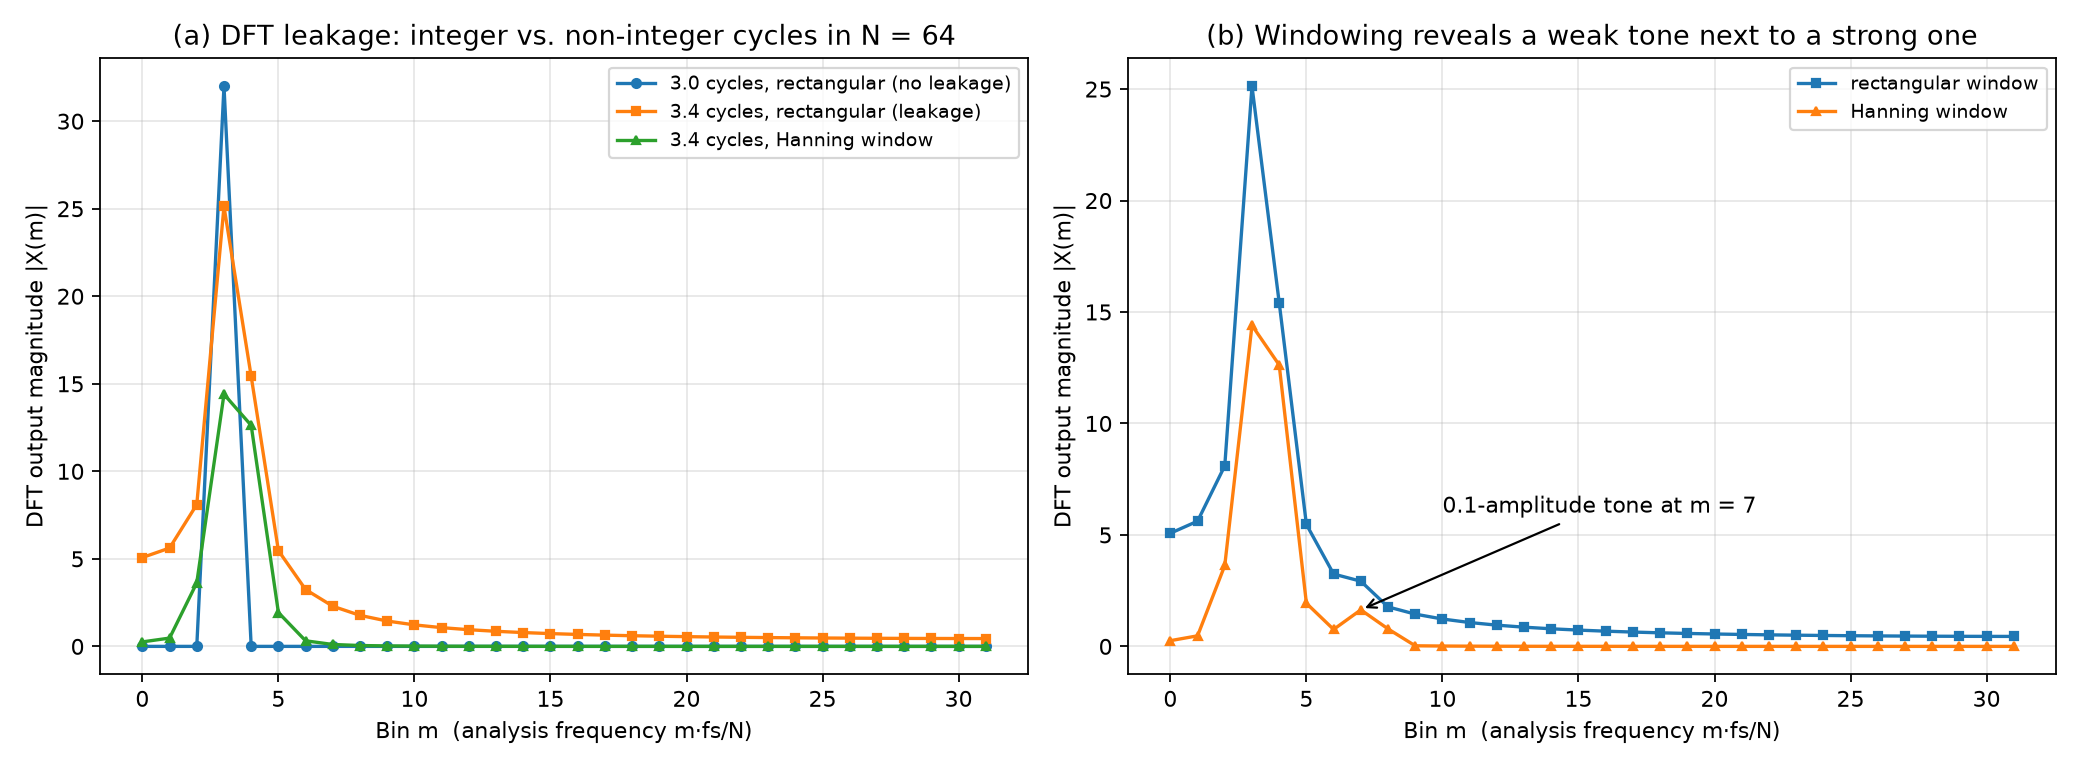 (a) DFT leakage: integer vs. non-integer cycles in N = 64
DFT output magnitude |X(m)|
30
25
20
15
10
5
0
3.0 cycles, rectangular (no leakage)
3.4 cycles, rectangular (leakage)
3.4 cycles, Hanning window
0 5 10 15 20 25 30
Bin m (analysis frequency m·fs/N)
(b) Windowing reveals a weak tone next to a strong one
DFT output magnitude |X(m)|
25
20
15
10
5
0
rectangular window
Hanning window
0.1-amplitude tone at m = 7
0 5 10 15 20 25 30
Bin m (analysis frequency m·fs/N)